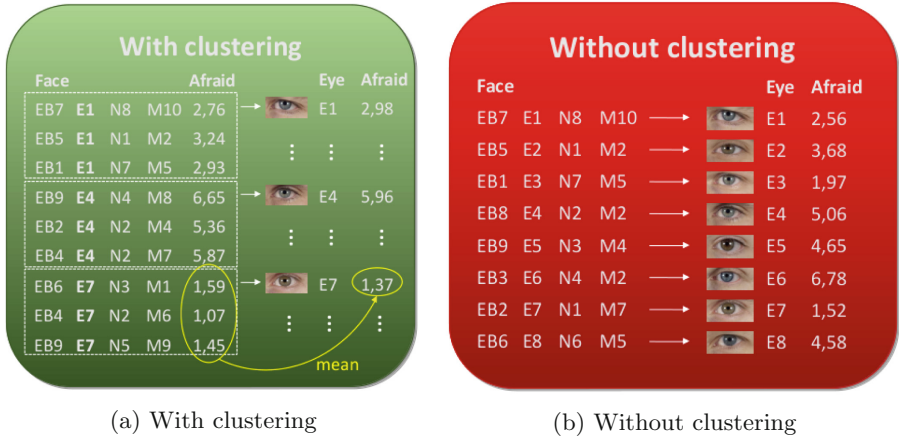 With clustering
Face Afraid Eye Afraid
EB7 E1 N8 M10 2,76 E1 2,98
EB5 E1 N1 M2 3,24
EB1 E1 N7 M5 2,93
EB9 E4 N4 M8 6,65 E4 5,96
EB2 E4 N2 M4 5,36
EB4 E4 N2 M7 5,87
EB6 E7 N3 M1 1,59 E7 1,37
EB4 E7 N2 M6 1,07
EB9 E7 N5 M9 1,45
mean
(a) With clustering
Without clustering
Face Eye Afraid
EB7 E1 N8 M10 E1 2,56
EB5 E2 N1 M2 E2 3,68
EB1 E3 N7 M5 E3 1,97
EB8 E4 N2 M2 E4 5,06
EB9 E5 N3 M4 E5 4,65
EB3 E6 N4 M2 E6 6,78
EB2 E7 N1 M7 E7 1,52
EB6 E8 N6 M5 E8 4,58
(b) Without clustering